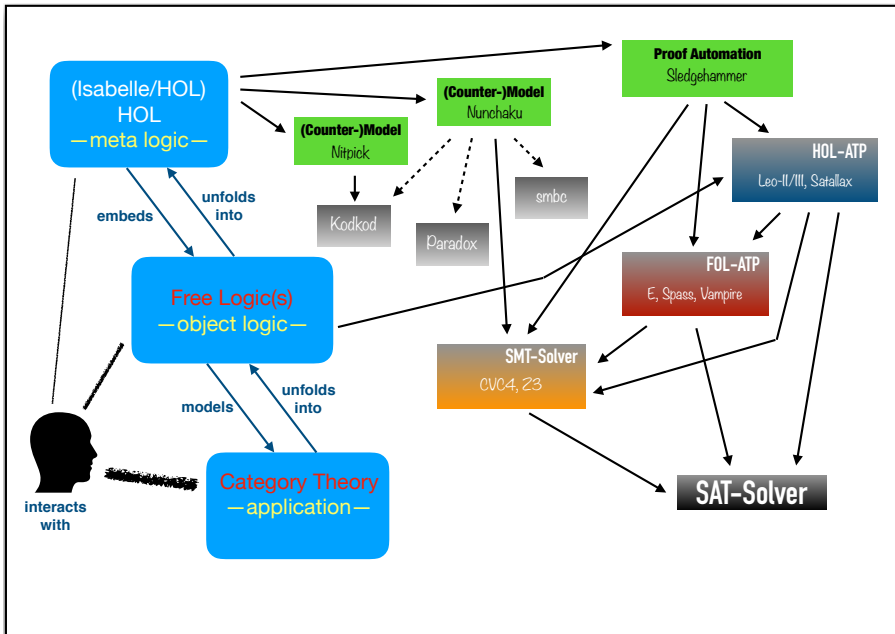 (Isabelle/HOL)
HOL
—meta logic—
embeds
unfolds
into
Free Logic(s)
—object logic—
models
unfolds
into
Category Theory
—application—
interacts
with
(Counter-)Model
Nitpick
(Counter-)Model
Nunchaku
Proof Automation
Sledgehammer
Kodkod
Paradox
smbc
HOL-ATP
Leo-II/III, Satallax
FOL-ATP
E, Spass, Vampire
SMT-Solver
CVC4, Z3
SAT-Solver